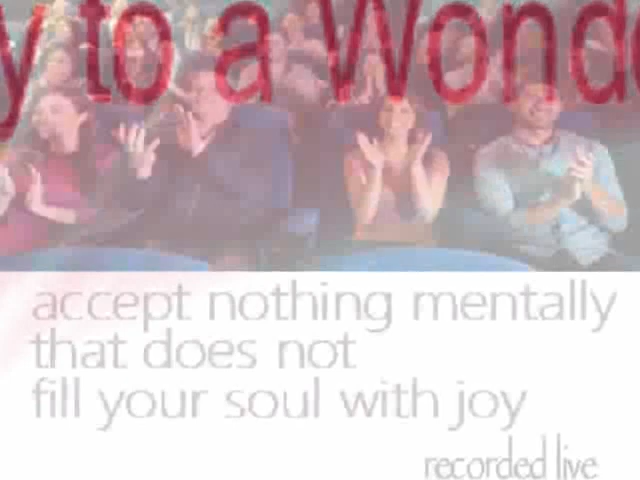 y to a Wond
accept nothing mentally
that does not
fill your soul with joy
recorded live